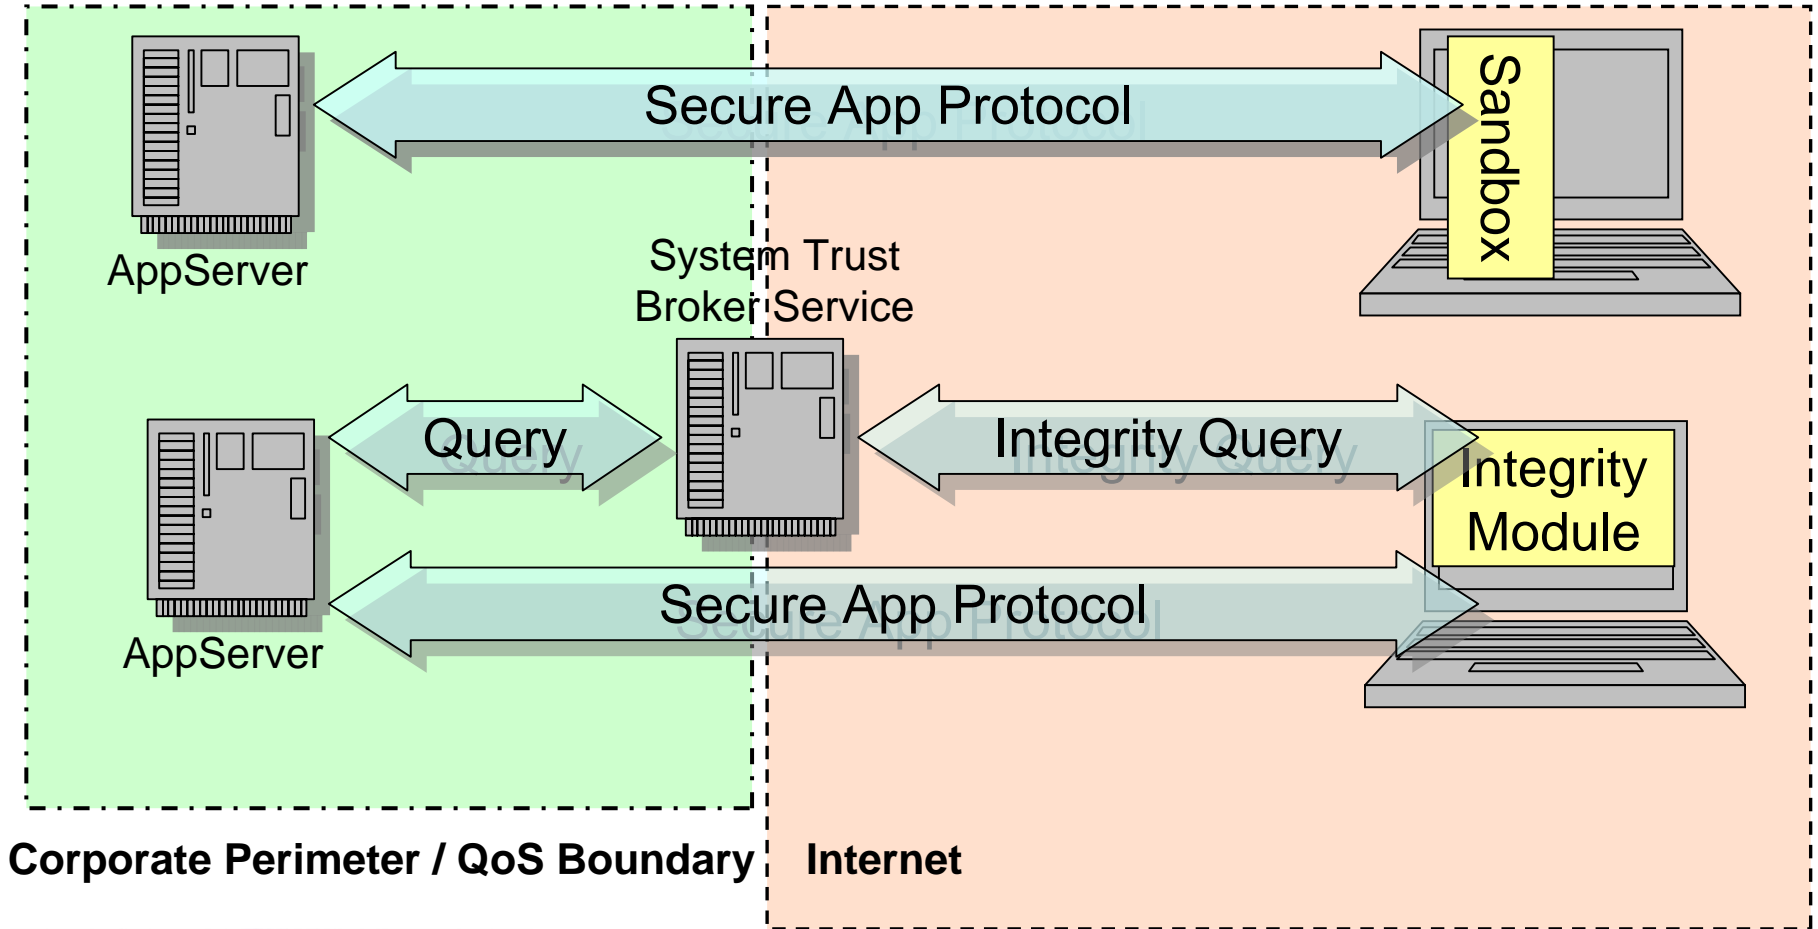 Secure App Protocol
Sandbox
AppServer
System Trust
Broker Service
Query
Integrity Query
Integrity
Module
Secure App Protocol
AppServer
Corporate Perimeter / QoS Boundary
Internet